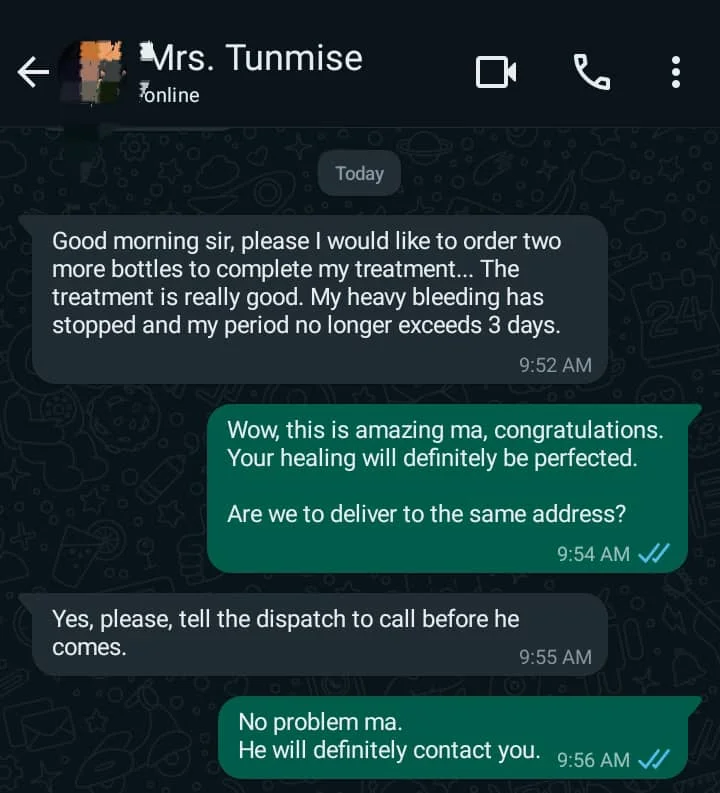 Mrs. Tunmise
online
Today
Good morning sir, please I would like to order two
more bottles to complete my treatment... The
treatment is really good. My heavy bleeding has
stopped and my period no longer exceeds 3 days.
9:52 AM
Wow, this is amazing ma, congratulations.
Your healing will definitely be perfected.
Are we to deliver to the same address?
9:54 AM
Yes, please, tell the dispatch to call before he
comes.
9:55 AM
No problem ma.
He will definitely contact you.
9:56 AM